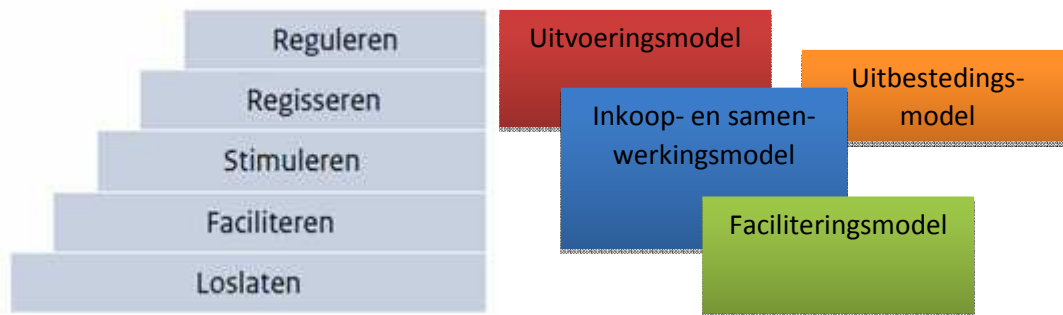 Reguleren
Regisseren
Stimuleren
Faciliteren
Loslaten
Uitvoeringsmodel
Uitbestedings-
model
Inkoop- en samen-
werkingsmodel
Faciliteringsmodel